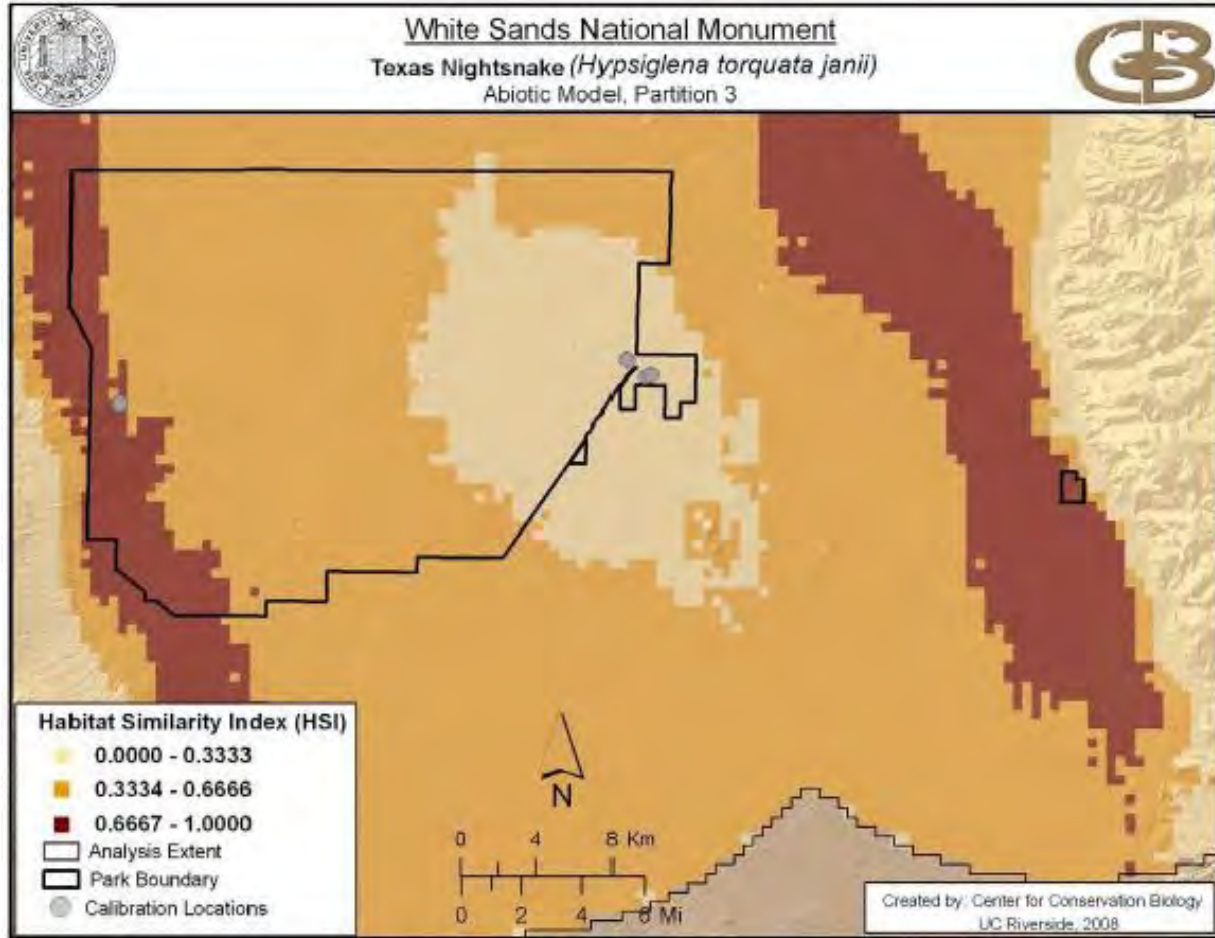 White Sands National Monument
Texas Nightsnake (Hypsiglena torquata janii)
Abiotic Model, Partition 3
CB
Habitat Similarity Index (HSI)
0.0000 - 0.3333
0.3334 - 0.6666
0.6667 - 1.0000
Analysis Extent
Park Boundary
Calibration Locations
N
0 4 8 Km
0 2 4 6 Mi
Created by: Center for Conservation Biology
UC Riverside, 2008